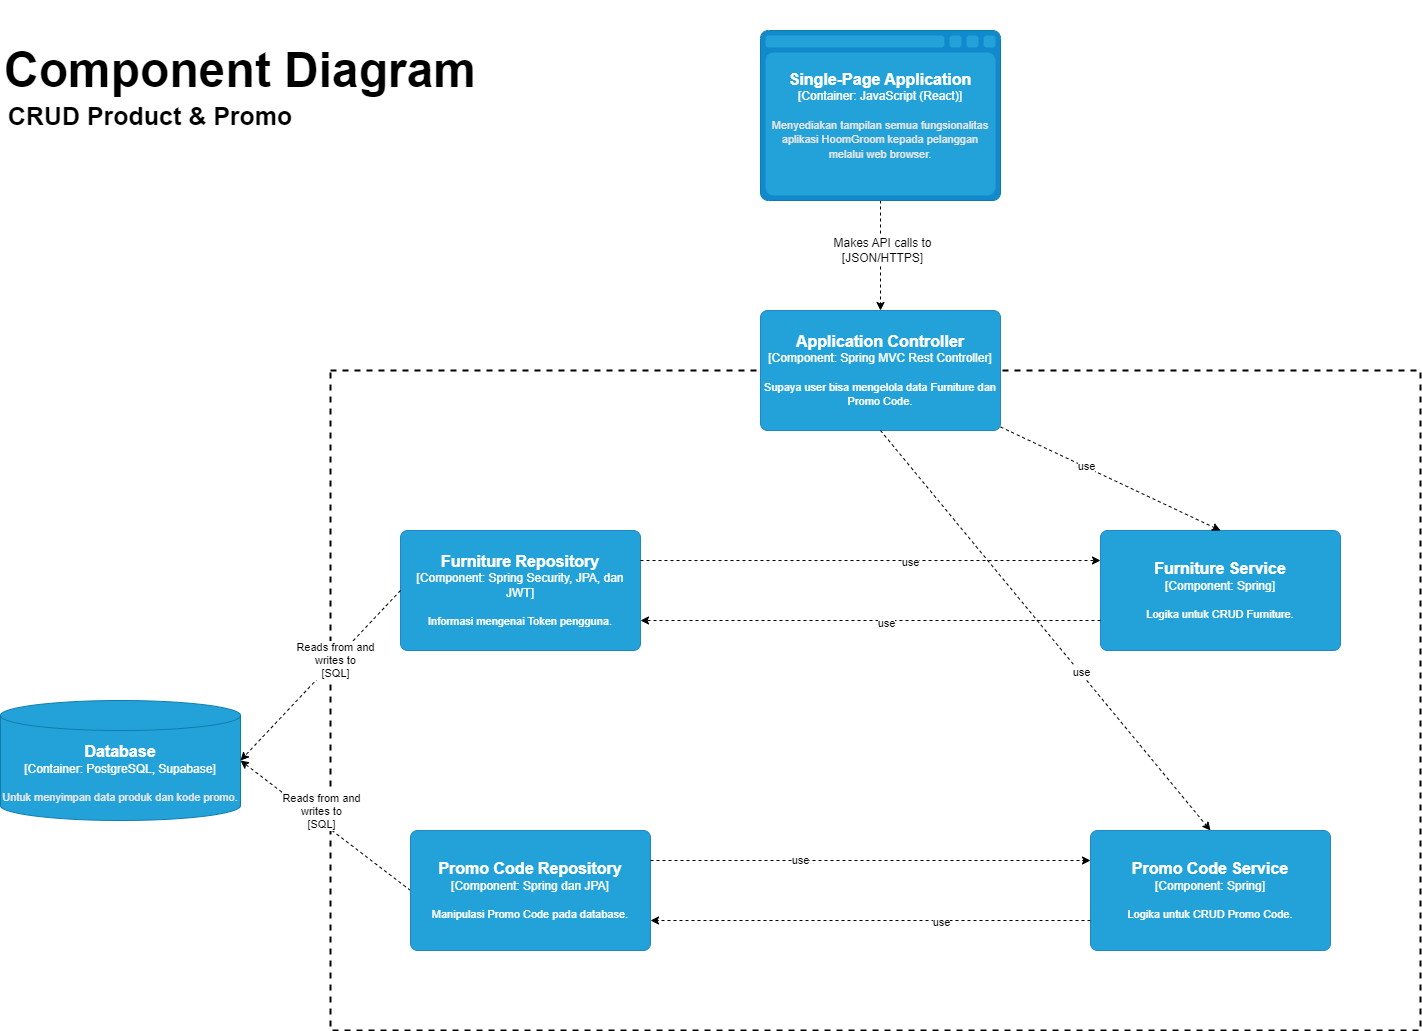 Component Diagram
CRUD Product & Promo
Single-Page Application
[Container: JavaScript (React)]
Menyediakan tampilan semua fungsionalitas
aplikasi HoomGroom kepada pelanggan
melalui web browser.
Makes API calls to
[JSON/HTTPS]
Application Controller
[Component: Spring MVC Rest Controller]
Supaya user bisa mengelola data Furniture dan
Promo Code.
use
Furniture Repository
[Component: Spring Security, JPA, dan
JWT]
Informasi mengenai Token pengguna.
use
use
Furniture Service
[Component: Spring]
Logika untuk CRUD Furniture.
Reads from and
writes to
[SQL]
use
Database
[Container: PostgreSQL, Supabase]
Untuk menyimpan data produk dan kode promo.
Reads from and
writes to
[SQL]
Promo Code Repository
[Component: Spring dan JPA]
Manipulasi Promo Code pada database.
use
use
Promo Code Service
[Component: Spring]
Logika untuk CRUD Promo Code.